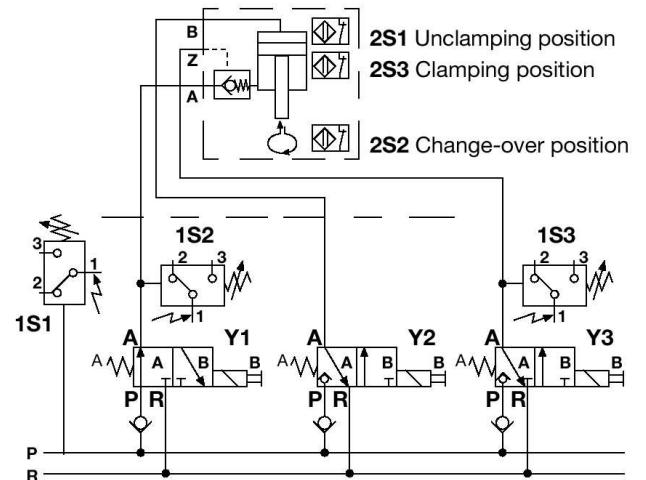 B
2S1 Unclamping position
Z
2S3 Clamping position
A
2S2 Change-over position
1S2
1S3
3
2 3
2 3
1
2
1
1
1S1
A Y1
A Y2
A Y3
A A B B
A A B B
A A B B
P R
P R
P R
P
R